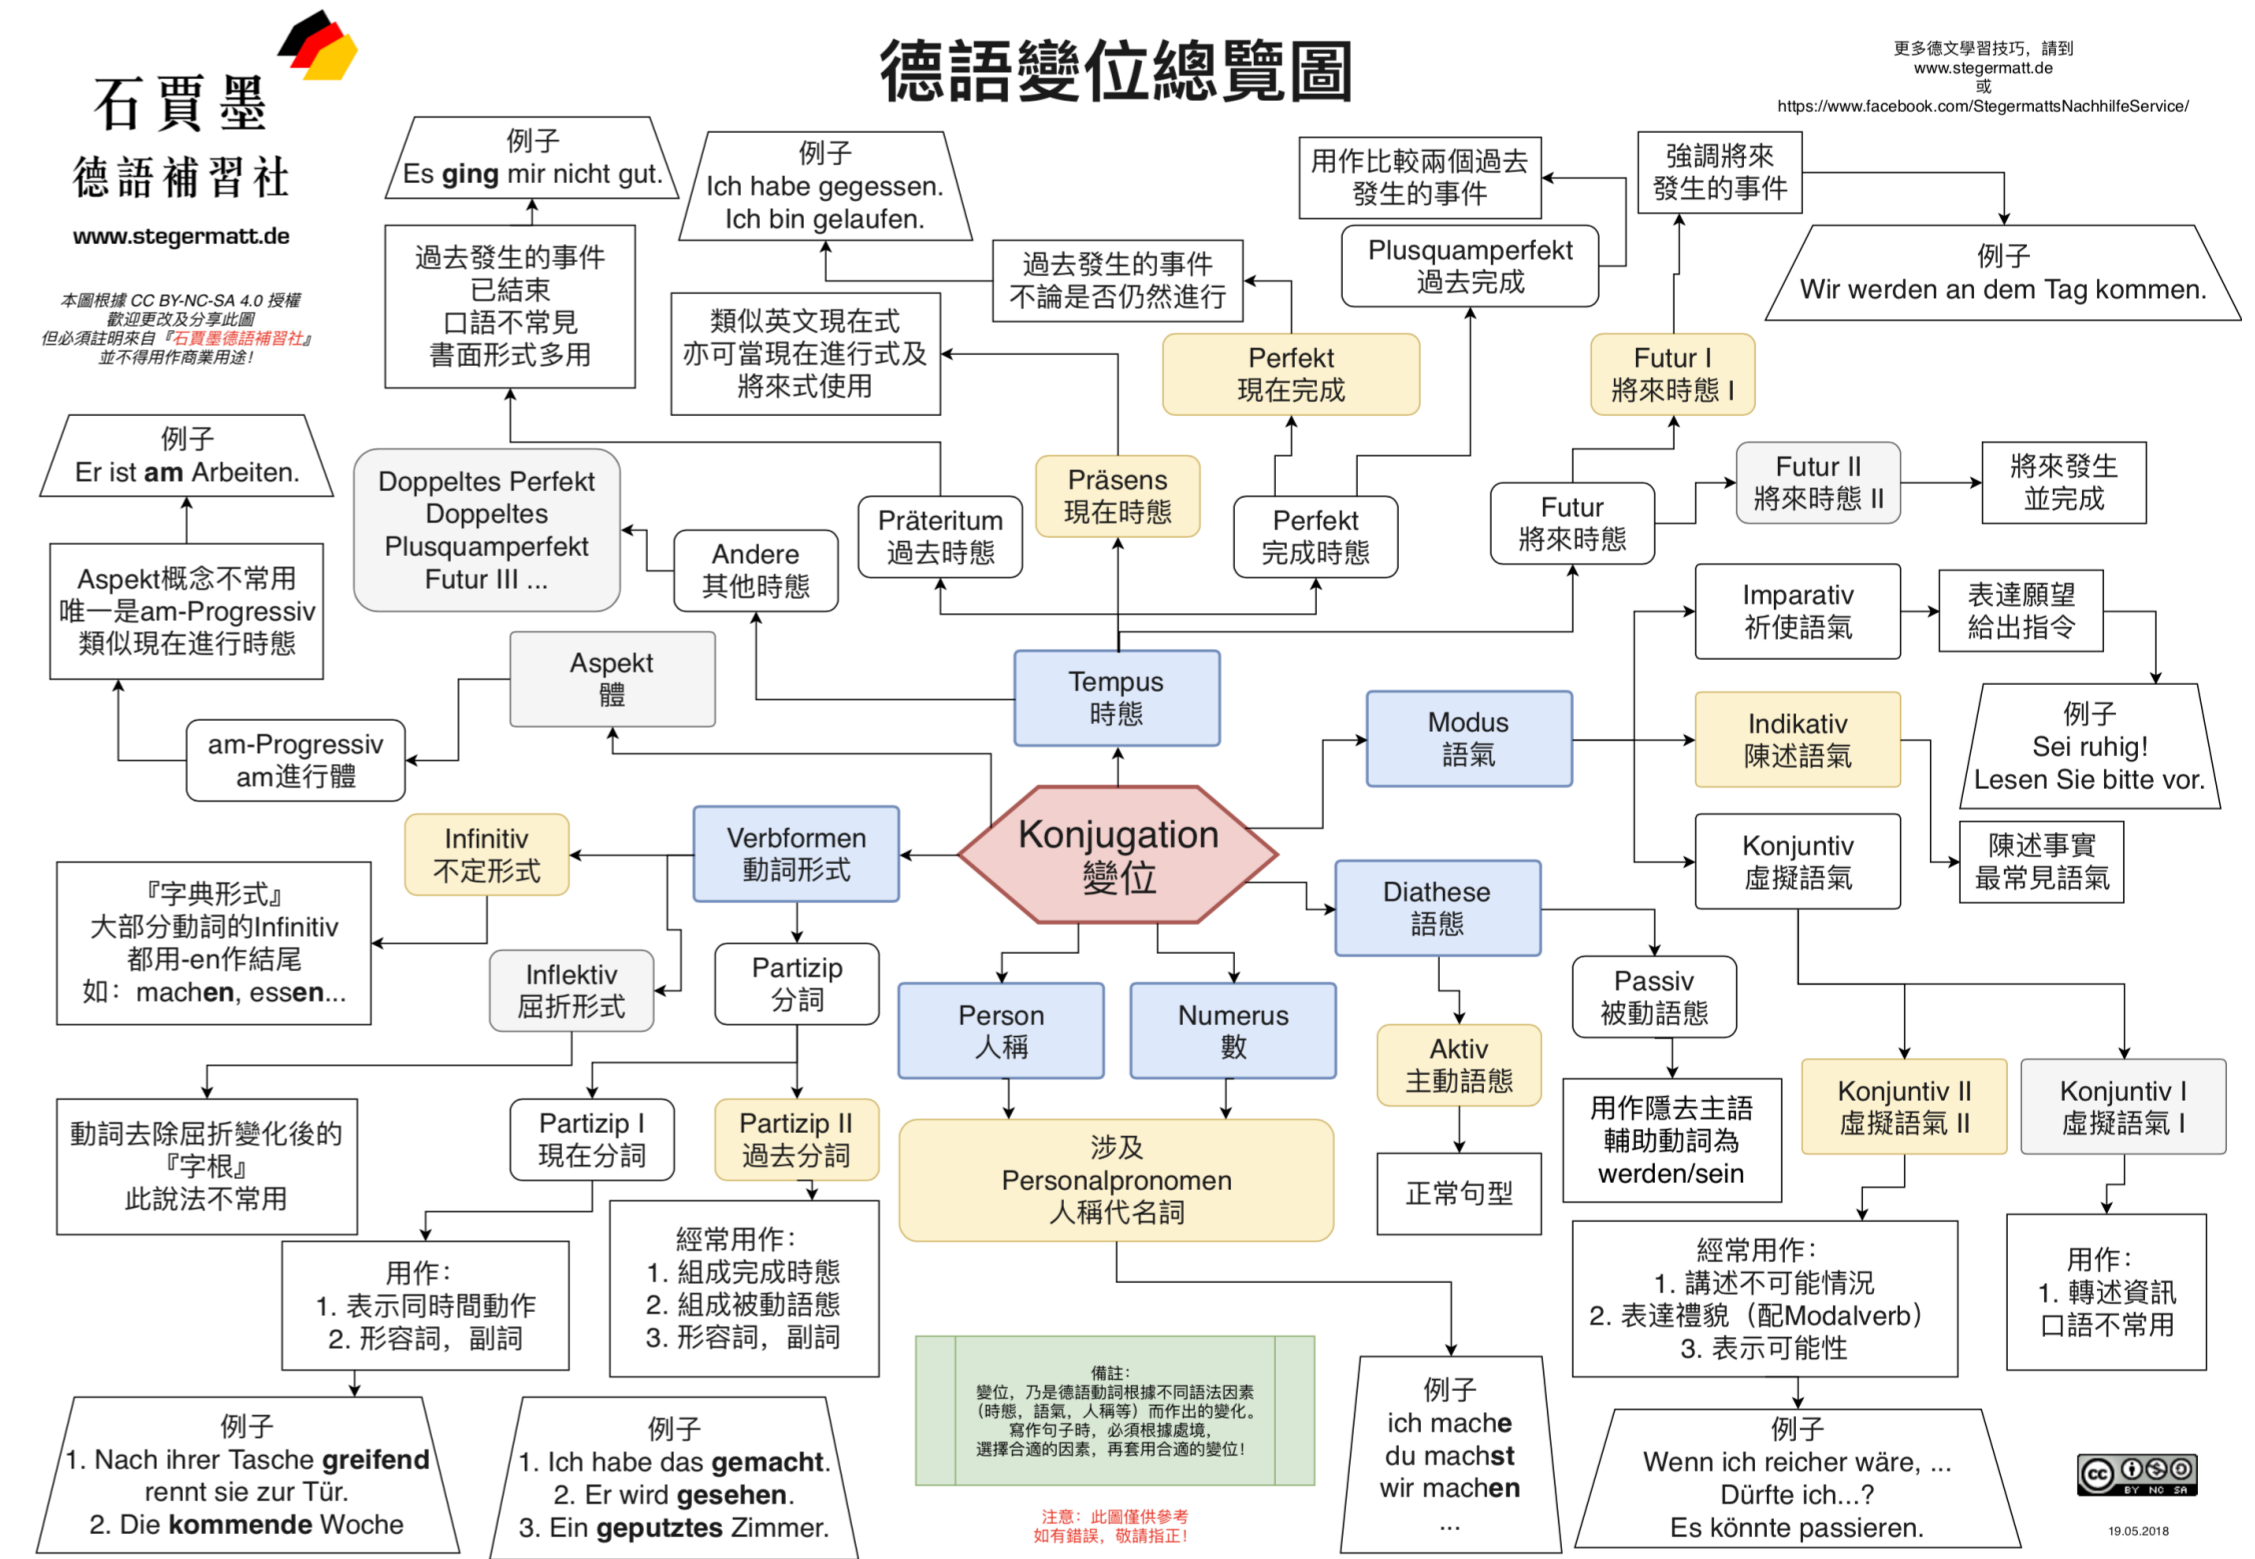 德語變位總覽圖
石賈墨
德語補習社
www.stegermatt.de
本圖根據 CC BY-NC-SA 4.0 授權
歡迎更改及分享此圖
但必須註明來自『石賈墨德語補習社』
並不得用作商業用途！
更多德文學習技巧，請到
www.stegermatt.de
或
https://www.facebook.com/StegermattsNachhilfeService/
例子
Es ging mir nicht gut.
過去發生的事件
已結束
口語不常見
書面形式多用
例子
Ich habe gegessen.
Ich bin gelaufen.
過去發生的事件
不論是否仍然進行
類似英文現在式
亦可當現在進行式及
將來式使用
用作比較兩個過去
發生的事件
Plusquamperfekt
過去完成
強調將來
發生的事件
例子
Wir werden an dem Tag kommen.
Perfekt
現在完成
Futur I
將來時態 I
例子
Er ist am Arbeiten.
Doppeltes Perfekt
Doppeltes
Plusquamperfekt
Futur III ...
Andere
其他時態
Präteritum
過去時態
Präsens
現在時態
Perfekt
完成時態
Futur
將來時態
Futur II
將來時態 II
將來發生
並完成
Aspekt概念不常用
唯一是am-Progressiv
類似現在進行時態
Aspekt
體
am-Progressiv
am進行體
Tempus
時態
Modus
語氣
Imparativ
祈使語氣
表達願望
給出指令
例子
Sei ruhig!
Lesen Sie bitte vor.
Indikativ
陳述語氣
陳述事實
最常見語氣
Konjuntiv
虛擬語氣
Konjugation
變位
Verbformen
動詞形式
Infinitiv
不定形式
『字典形式』
大部分動詞的Infinitiv
都用-en作結尾
如：machen, essen...
Inflektiv
屈折形式
Partizip
分詞
動詞去除屈折變化後的
『字根』
此說法不常用
Partizip I
現在分詞
Partizip II
過去分詞
用作：
1. 表示同時間動作
2. 形容詞，副詞
經常用作：
1. 組成完成時態
2. 組成被動語態
3. 形容詞，副詞
例子
1. Nach ihrer Tasche greifend
rennt sie zur Tür.
2. Die kommende Woche
例子
1. Ich habe das gemacht.
2. Er wird gesehen.
3. Ein geputztes Zimmer.
Person
人稱
Numerus
數
涉及
Personalpronomen
人稱代名詞
例子
ich mache
du machst
wir machen
...
Diathese
語態
Aktiv
主動語態
正常句型
Passiv
被動語態
用作隱去主語
輔助動詞為
werden/sein
Konjuntiv II
虛擬語氣 II
Konjuntiv I
虛擬語氣 I
經常用作：
1. 講述不可能情況
2. 表達禮貌（配Modalverb）
3. 表示可能性
用作：
1. 轉述資訊
口語不常用
例子
Wenn ich reicher wäre, ...
Dürfte ich...?
Es könnte passieren.
備註：
變位，乃是德語動詞根據不同語法因素
（時態，語氣，人稱等）而作出的變化。
寫作句子時，必須根據處境，
選擇合適的因素，再套用合適的變位！
注意：此圖僅供參考
如有錯誤，敬請指正！
cc
BY NC SA
19.05.2018